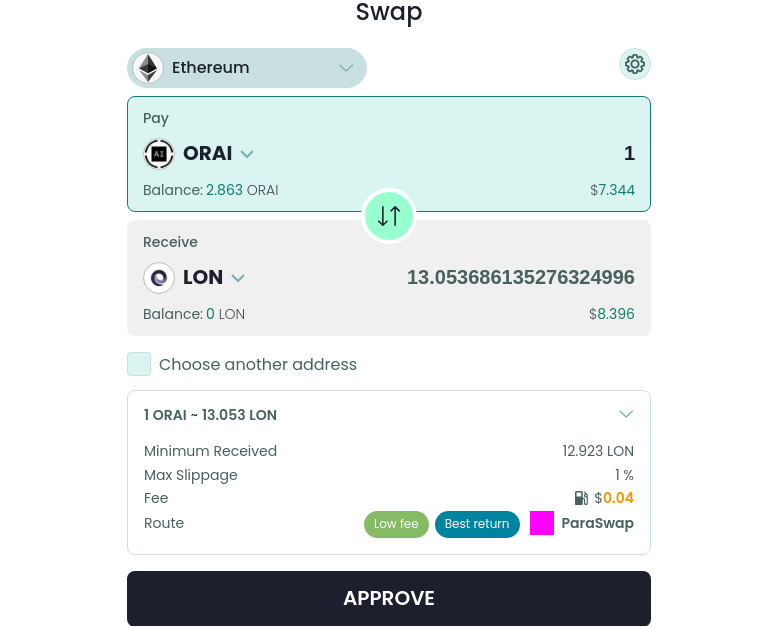 Swap
Ethereum
Pay
AI ORAI 1
Balance: 2.863 ORAI $7.344
Receive
LON 13.053686135276324996
Balance: 0 LON $8.396
Choose another address
1 ORAI ~ 13.053 LON
Minimum Received 12.923 LON
Max Slippage 1 %
Fee $0.04
Route Low fee Best return ParaSwap
APPROVE